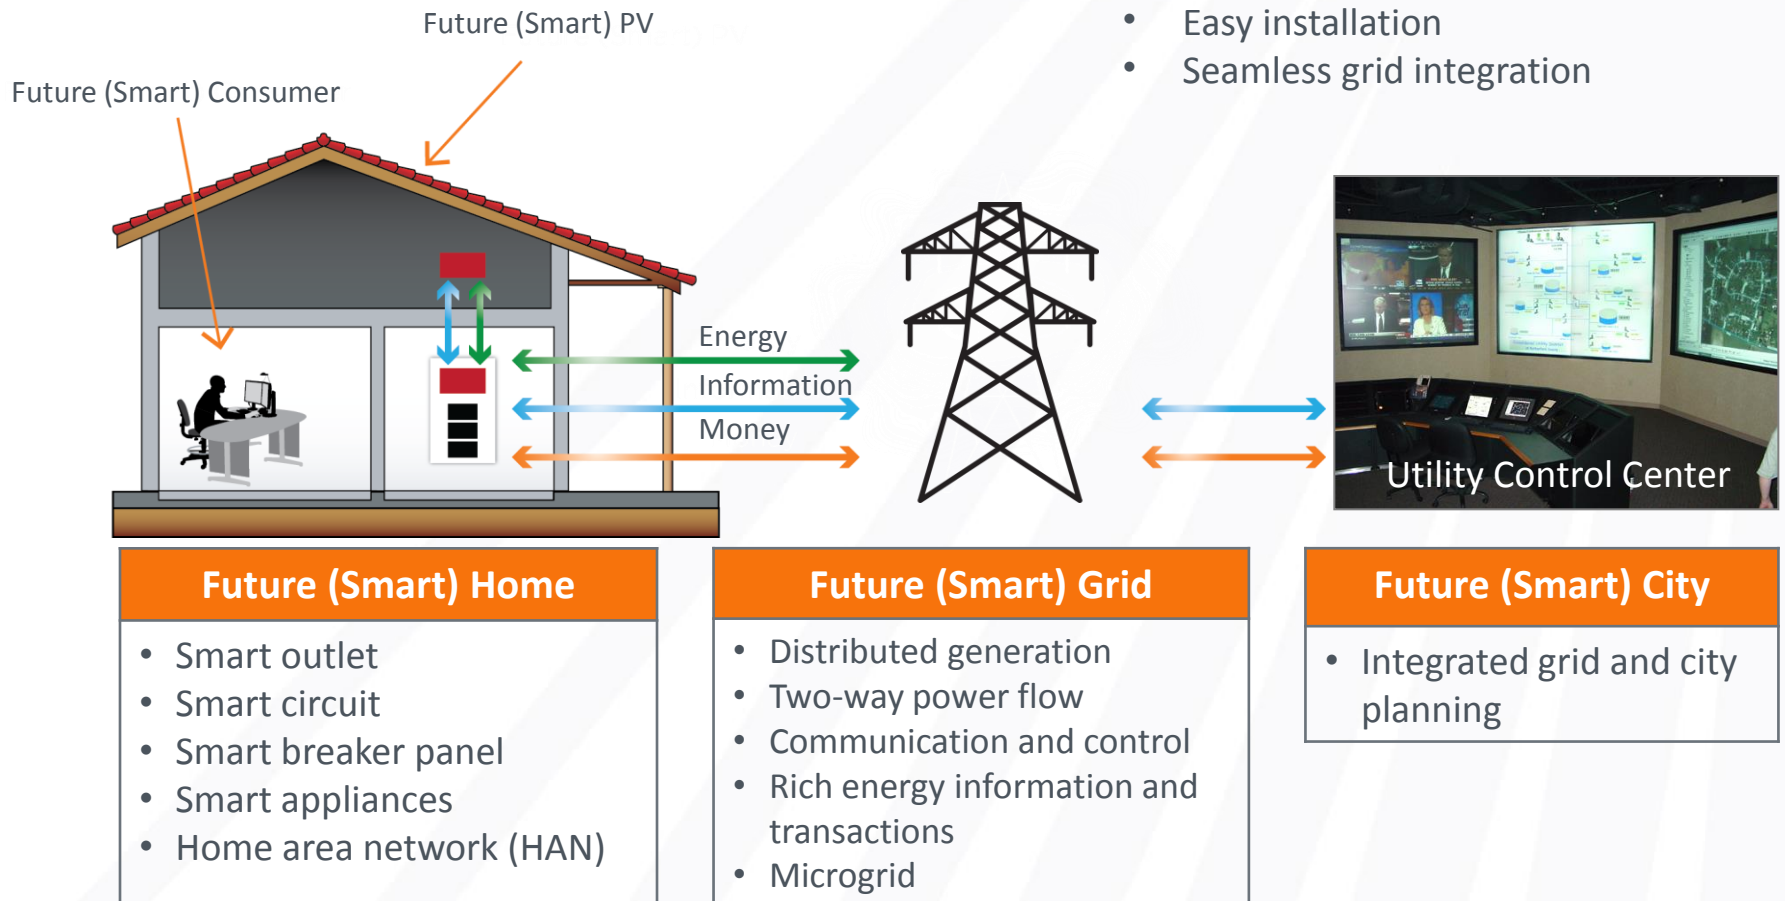 Future (Smart) PV
• Easy installation
• Seamless grid integration
Future (Smart) Consumer
Energy
Information
Money
Utility Control Center
Future (Smart) Home
• Smart outlet
• Smart circuit
• Smart breaker panel
• Smart appliances
• Home area network (HAN)
Future (Smart) Grid
• Distributed generation
• Two-way power flow
• Communication and control
• Rich energy information and
transactions
• Microgrid
Future (Smart) City
• Integrated grid and city
planning